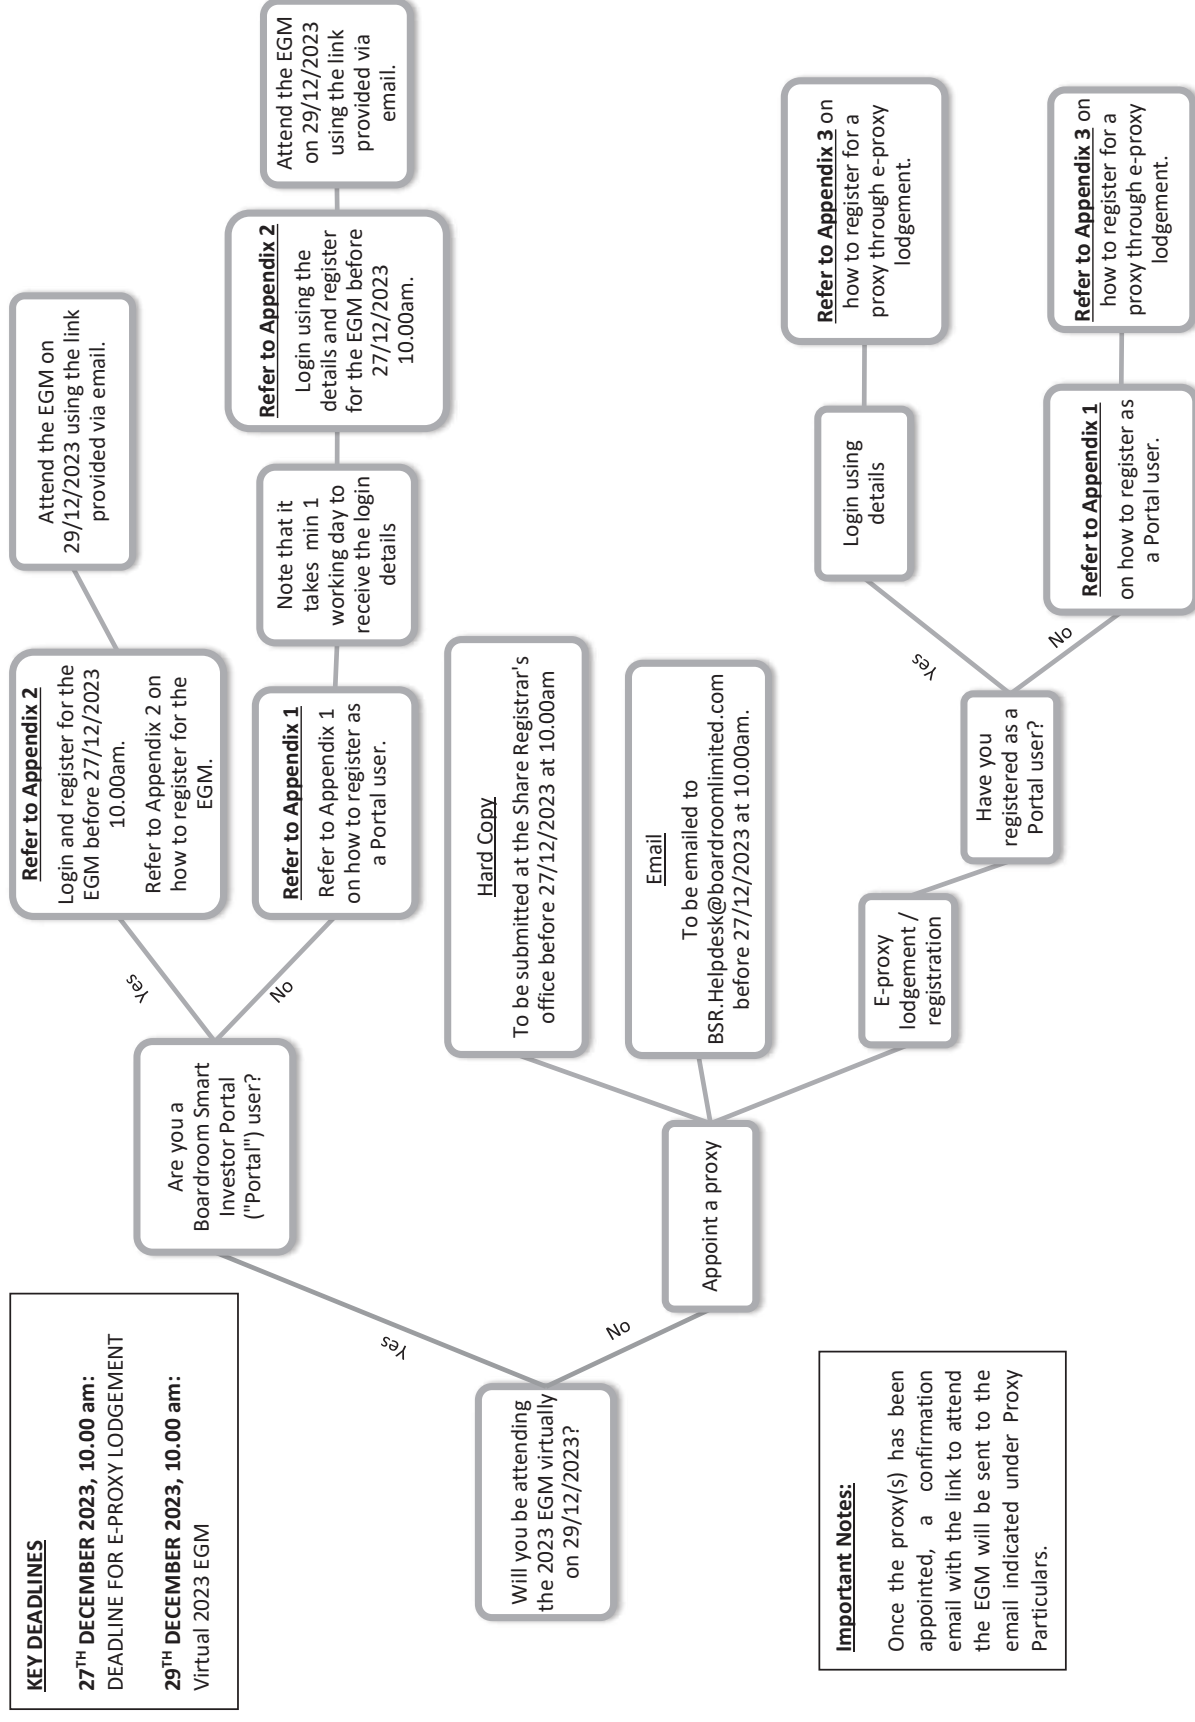 KEY DEADLINES
27TH DECEMBER 2023, 10.00 am:
DEADLINE FOR E-PROXY LODGEMENT
29TH DECEMBER 2023, 10.00 am:
Virtual 2023 EGM
Will you be attending
the 2023 EGM virtually
on 29/12/2023?
Yes
No
Are you a
Boardroom Smart
Investor Portal
("Portal") user?
Yes
No
Refer to Appendix 2
Login and register for the
EGM before 27/12/2023
10.00am.
Refer to Appendix 2 on
how to register for the
EGM.
Attend the EGM on
29/12/2023 using the link
provided via email.
Refer to Appendix 1
Refer to Appendix 1
on how to register as
a Portal user.
Note that it
takes min 1
working day to
receive the login
details
Refer to Appendix 2
Login using the
details and register
for the EGM before
27/12/2023
10.00am.
Attend the EGM
on 29/12/2023
using the link
provided via
email.
Appoint a proxy
Hard Copy
To be submitted at the Share Registrar's
office before 27/12/2023 at 10.00am
Email
To be emailed to
BSR.Helpdesk@boardroomlimited.com
before 27/12/2023 at 10.00am.
E-proxy
lodgement /
registration
Have you
registered as a
Portal user?
Yes
No
Login using
details
Refer to Appendix 3 on
how to register for a
proxy through e-proxy
lodgement.
Refer to Appendix 1
on how to register as
a Portal user.
Refer to Appendix 3 on
how to register for a
proxy through e-proxy
lodgement.
Important Notes:
Once the proxy(s) has been
appointed, a confirmation
email with the link to attend
the EGM will be sent to the
email indicated under Proxy
Particulars.